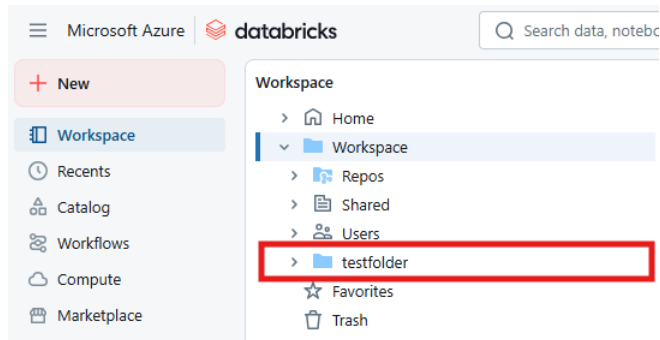 Microsoft Azure databricks Search data, notebo
New
Workspace
Recents
Catalog
Workflows
Compute
Marketplace
Workspace
Home
Workspace
Repos
Shared
Users
testfolder
Favorites
Trash